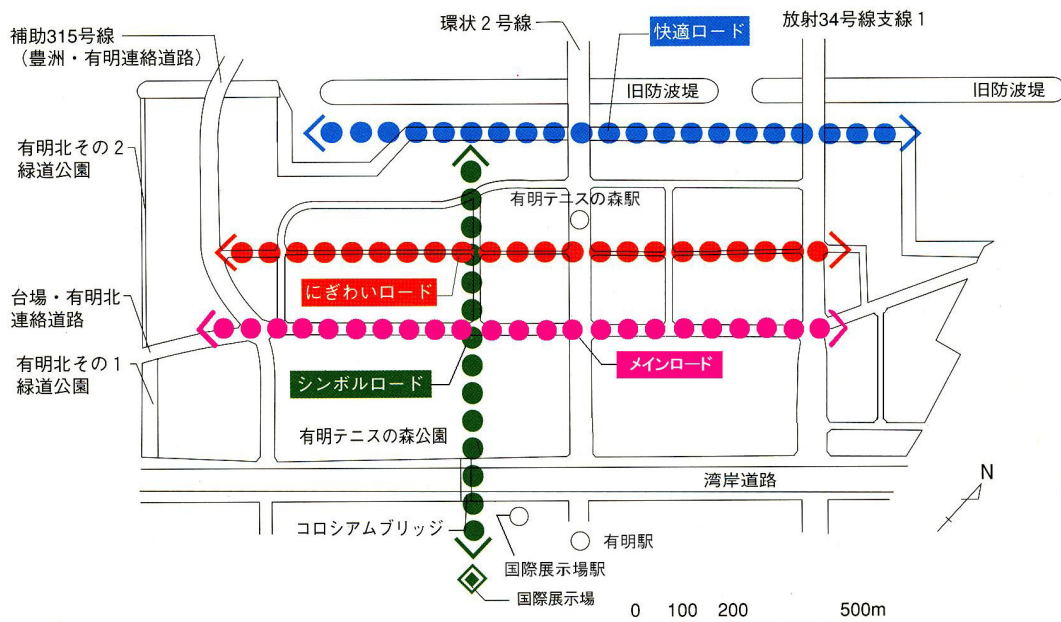 環状2号線
放射34号線支線1
快適ロード
補助315号線
（豊洲・有明連絡道路）
旧防波堤
旧防波堤
有明北その2
緑道公園
有明テニスの森駅
にぎわいロード
台場・有明北
連絡道路
有明北その1
緑道公園
メインロード
シンボルロード
有明テニスの森公園
湾岸道路
N
コロシアムブリッジ
有明駅
国際展示場駅
国際展示場
0 100 200 500m